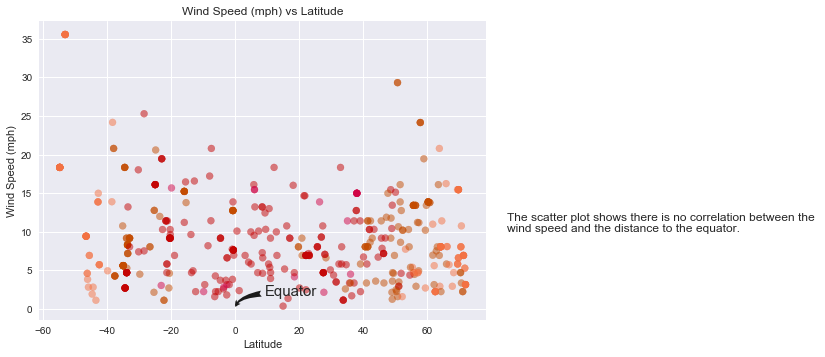 Wind Speed (mph) vs Latitude
35
30
25
20
15
10
5
0
Wind Speed (mph)
Equator
−60 −40 −20 0 20 40 60
Latitude
The scatter plot shows there is no correlation between the
wind speed and the distance to the equator.